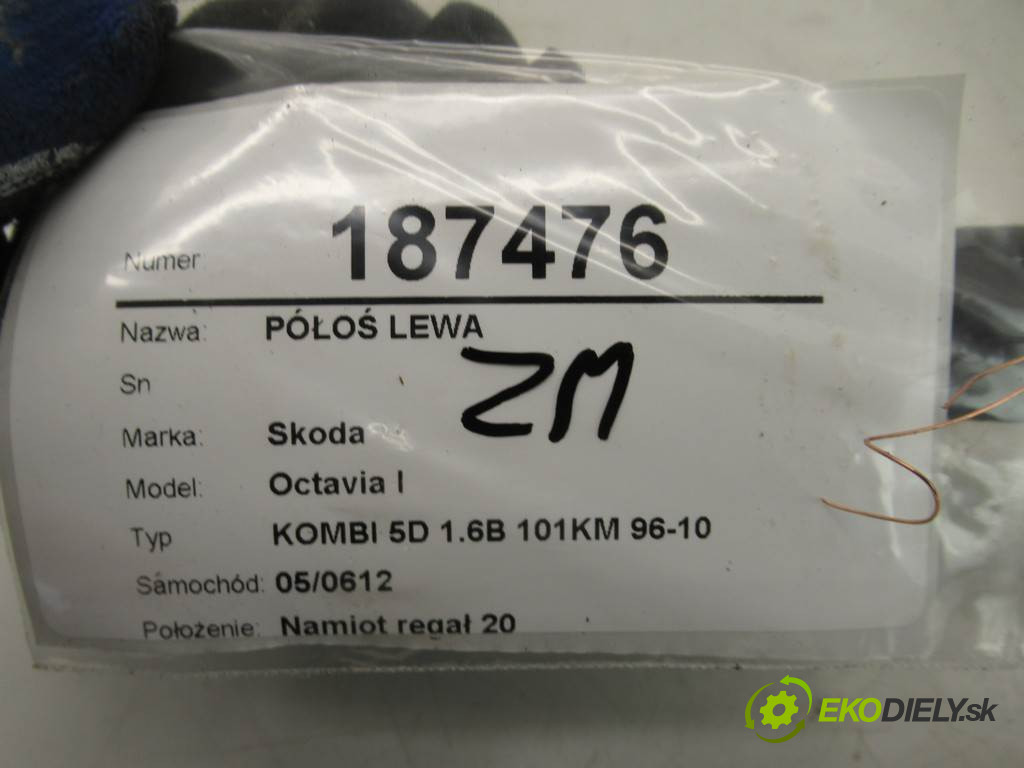 Numer 187476
Nazwa: PÓŁOŚ LEWA
ZM
Sn
Marka: Skoda
Model: Octavia I
Typ KOMBI 5D 1.6B 101KM 96-10
Samochód: 05/0612
Położenie: Namiot regał 20
EKODIELY.sk